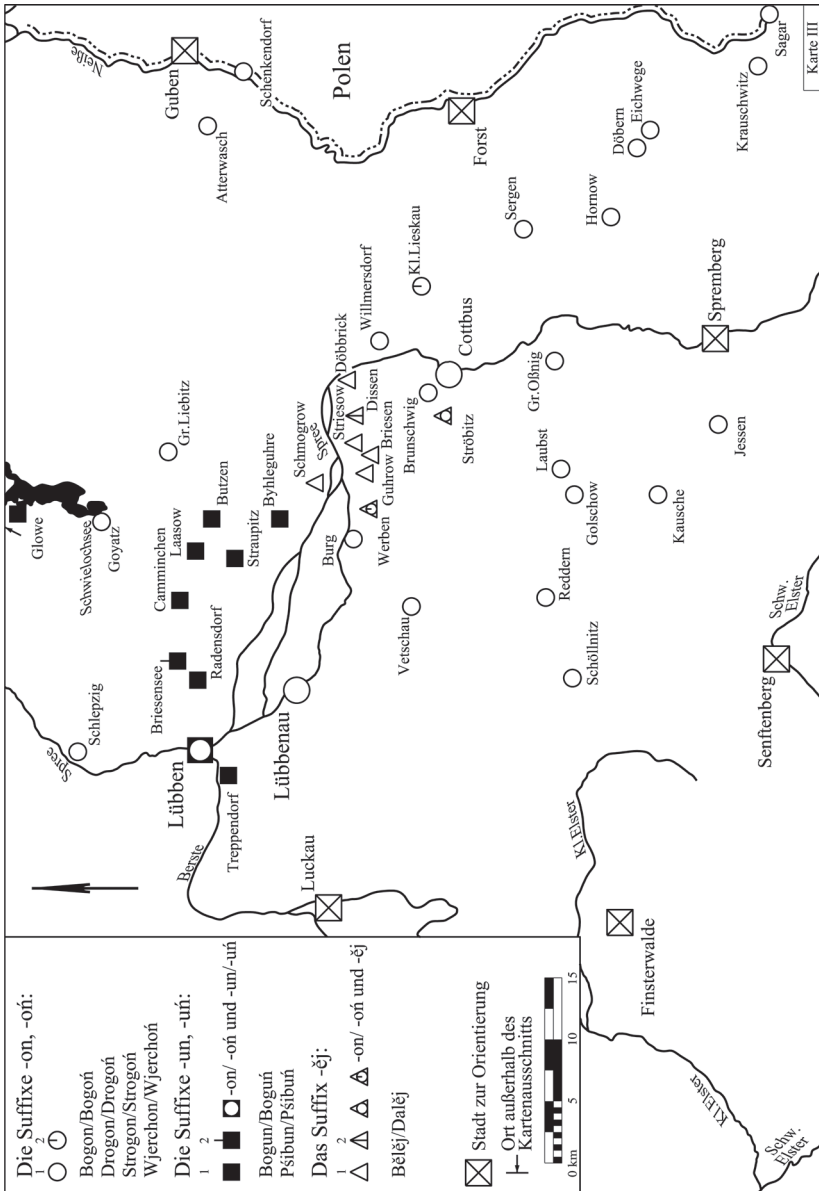 Die Suffixe -on, -oń:
1 2
Bogon/Bogoń
Drogon/Drogoń
Strogon/Strogoń
Wjerchon/Wjerchoń
Die Suffixe -un, -uń:
1 2
-on/ -oń und -un/-uń
Bogun/Boguń
Pśibun/Pśibuń
Das Suffix -ěj:
1 2
-on/ -oń und -ěj
Bělěj/Dalěj
Stadt zur Orientierung
Ort außerhalb des
Kartenausschnitts
0 km 5 10 15
Glowe
Schwielochsee
Goyatz
Neiße
Guben
Schenkendorf
Atterwasch
Polen
Spree
Schlepzig
Gr.Liebitz
Camminchen
Laasow
Butzen
Briesensee
Radensdorf
Straupitz
Byhleguhre
Lübben
Treppendorf
Berste
Luckau
Lübbenau
Schmogrow
Spree
Striesow
Döbbrick
Dissen
Briesen
Guhrow
Burg
Werben
Willmersdorf
Kl.Lieskau
Brunschwig
Cottbus
Ströbitz
Vetschau
Forst
Sergen
Gr.Oßnig
Laubst
Golschow
Reddern
Schöllnitz
Hornow
Döbern
Eichwege
Kausche
Jessen
Spremberg
Krauschwitz
Sagar
Senftenberg
Schw.
Elster
Kl.Elster
Finsterwalde
Kl.Elster
Schw.
Elster
Karte III